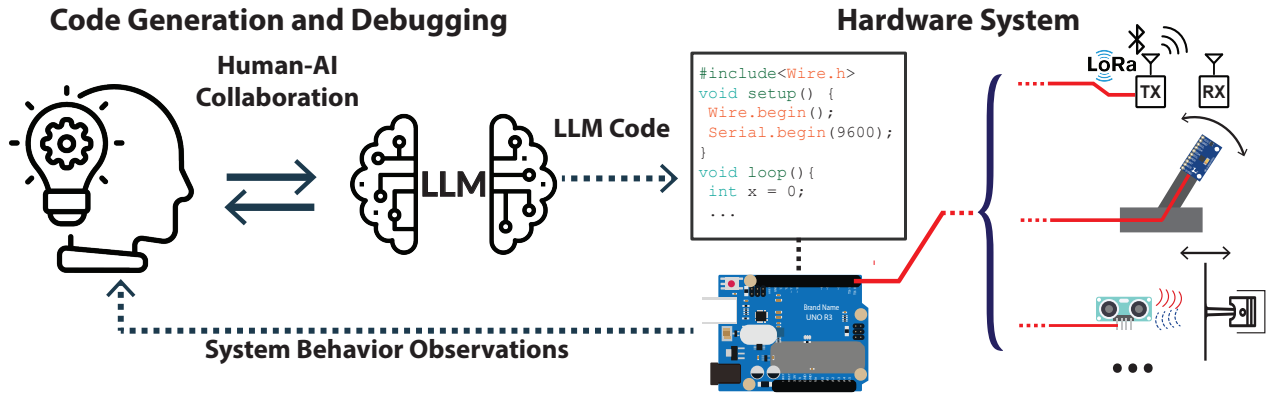 Code Generation and Debugging
Hardware System
Human-AI
Collaboration
LLM
LLM Code
#include<Wire.h>
void setup() {
Wire.begin();
Serial.begin(9600);
}
void loop(){
int x = 0;
...
LoRa
TX
RX
Brand Name
UNO R3
System Behavior Observations